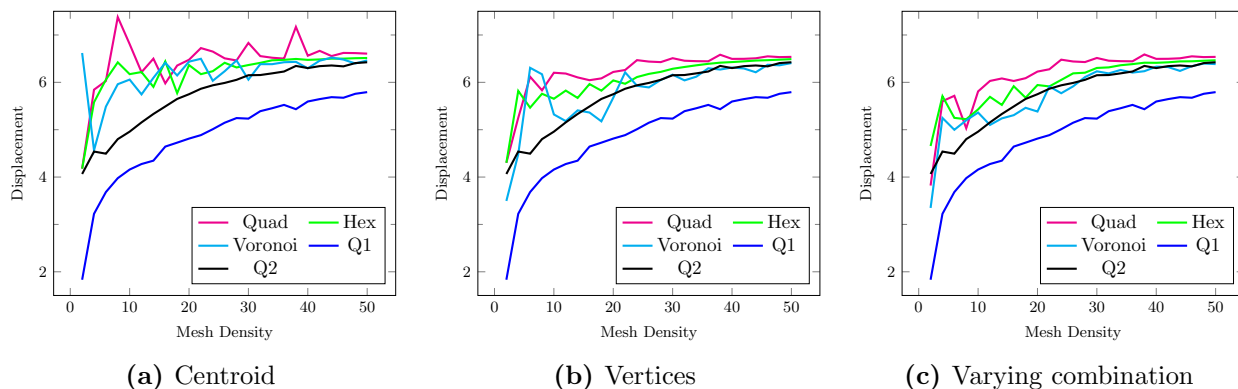 6
4
2
0
10
20
30
40
50
Displacement
Mesh Density
Quad
Hex
Voronoi
Q1
Q2
(a) Centroid
6
4
2
0
10
20
30
40
50
Displacement
Mesh Density
Quad
Hex
Voronoi
Q1
Q2
(b) Vertices
6
4
2
0
10
20
30
40
50
Displacement
Mesh Density
Quad
Hex
Voronoi
Q1
Q2
(c) Varying combination